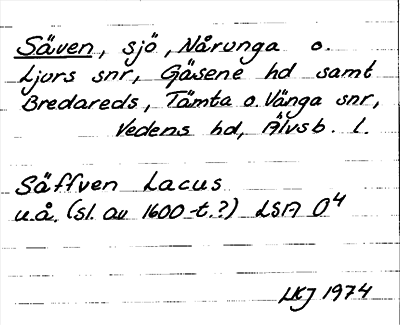 Säven, sjö, Nårunga o.
Ljurs snr, Gäsene hd samt
Bredareds, Tämta o. Vänga snr,
Vedens hd, Älvsb. l.
Säffven Lacus
u.å. (sl. av 1600-t.?) LSA O4
LKJ 1974